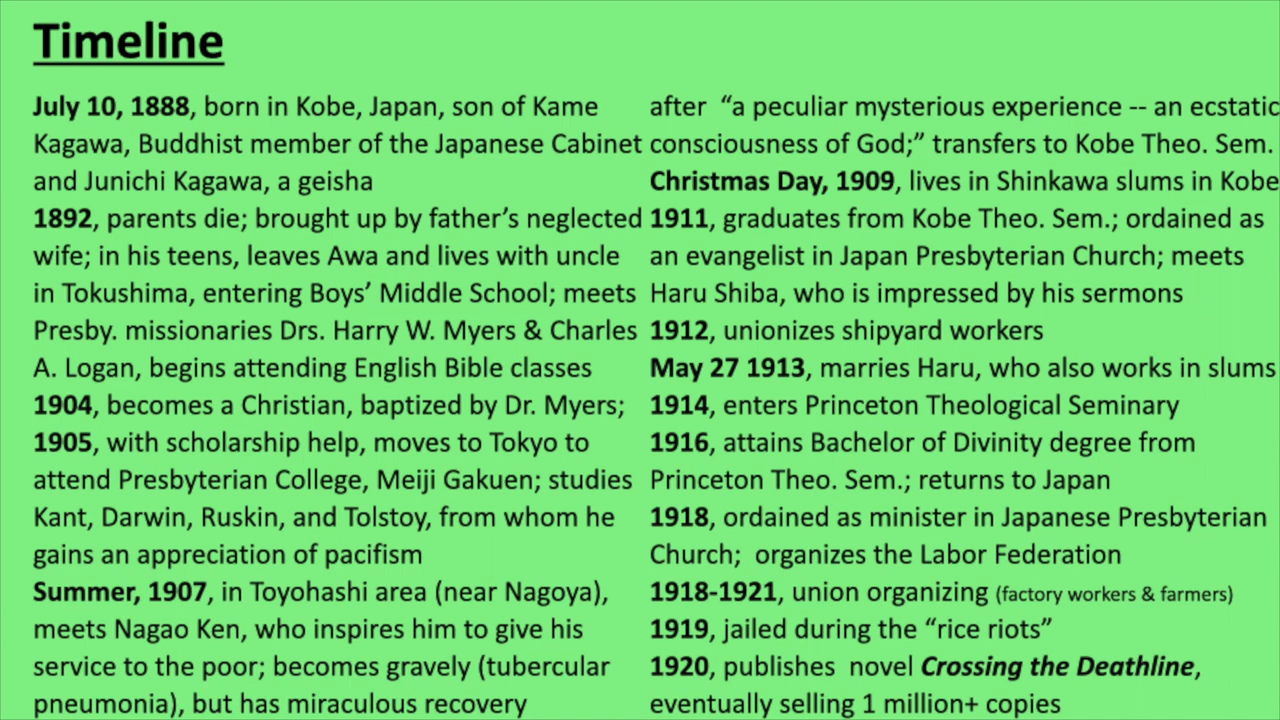 Timeline
July 10, 1888, born in Kobe, Japan, son of Kame
Kagawa, Buddhist member of the Japanese Cabinet
and Junichi Kagawa, a geisha
1892, parents die; brought up by father’s neglected
wife; in his teens, leaves Awa and lives with uncle
in Tokushima, entering Boys’ Middle School; meets
Presby. missionaries Drs. Harry W. Myers & Charles
A. Logan, begins attending English Bible classes
1904, becomes a Christian, baptized by Dr. Myers;
1905, with scholarship help, moves to Tokyo to
attend Presbyterian College, Meiji Gakuen; studies
Kant, Darwin, Ruskin, and Tolstoy, from whom he
gains an appreciation of pacifism
Summer, 1907, in Toyohashi area (near Nagoya),
meets Nagao Ken, who inspires him to give his
service to the poor; becomes gravely (tubercular
pneumonia), but has miraculous recovery
after “a peculiar mysterious experience -- an ecstatic
consciousness of God;” transfers to Kobe Theo. Sem.
Christmas Day, 1909, lives in Shinkawa slums in Kobe
1911, graduates from Kobe Theo. Sem.; ordained as
an evangelist in Japan Presbyterian Church; meets
Haru Shiba, who is impressed by his sermons
1912, unionizes shipyard workers
May 27 1913, marries Haru, who also works in slums
1914, enters Princeton Theological Seminary
1916, attains Bachelor of Divinity degree from
Princeton Theo. Sem.; returns to Japan
1918, ordained as minister in Japanese Presbyterian
Church; organizes the Labor Federation
1918-1921, union organizing (factory workers & farmers)
1919, jailed during the “rice riots”
1920, publishes novel Crossing the Deathline,
eventually selling 1 million+ copies